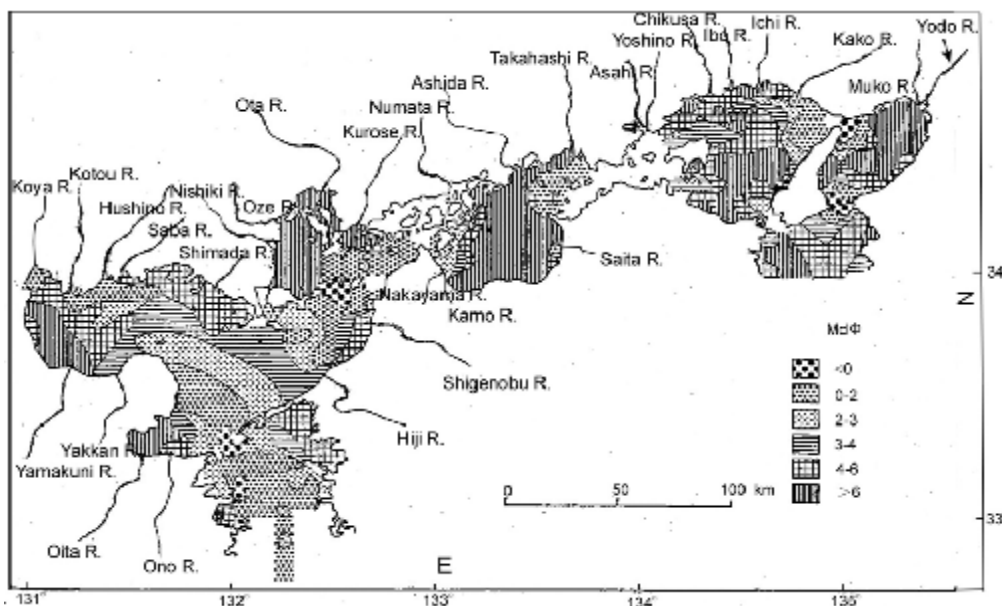 Chikusa R.
Ichi R.
Yoshino R.
Ibo R.
Kako R.
Yodo R.
Takahashi R.
Asahi R.
Muko R.
Ashida R.
Ota R.
Numata R.
Kurose R.
Koya R.
Kotou R.
Nishiki R.
Oze R.
Hushino R.
Saba R.
Shimada R.
Saita R.
Nakayama R.
Kamo R.
34
N
MdΦ
<0
0-2
2-3
3-4
4-6
>6
Shigenobu R.
Hiji R.
Yakkan R
Yamakuni R.
0 50 100 km
33
Oita R.
Ono R.
E
131 132 133 134 135